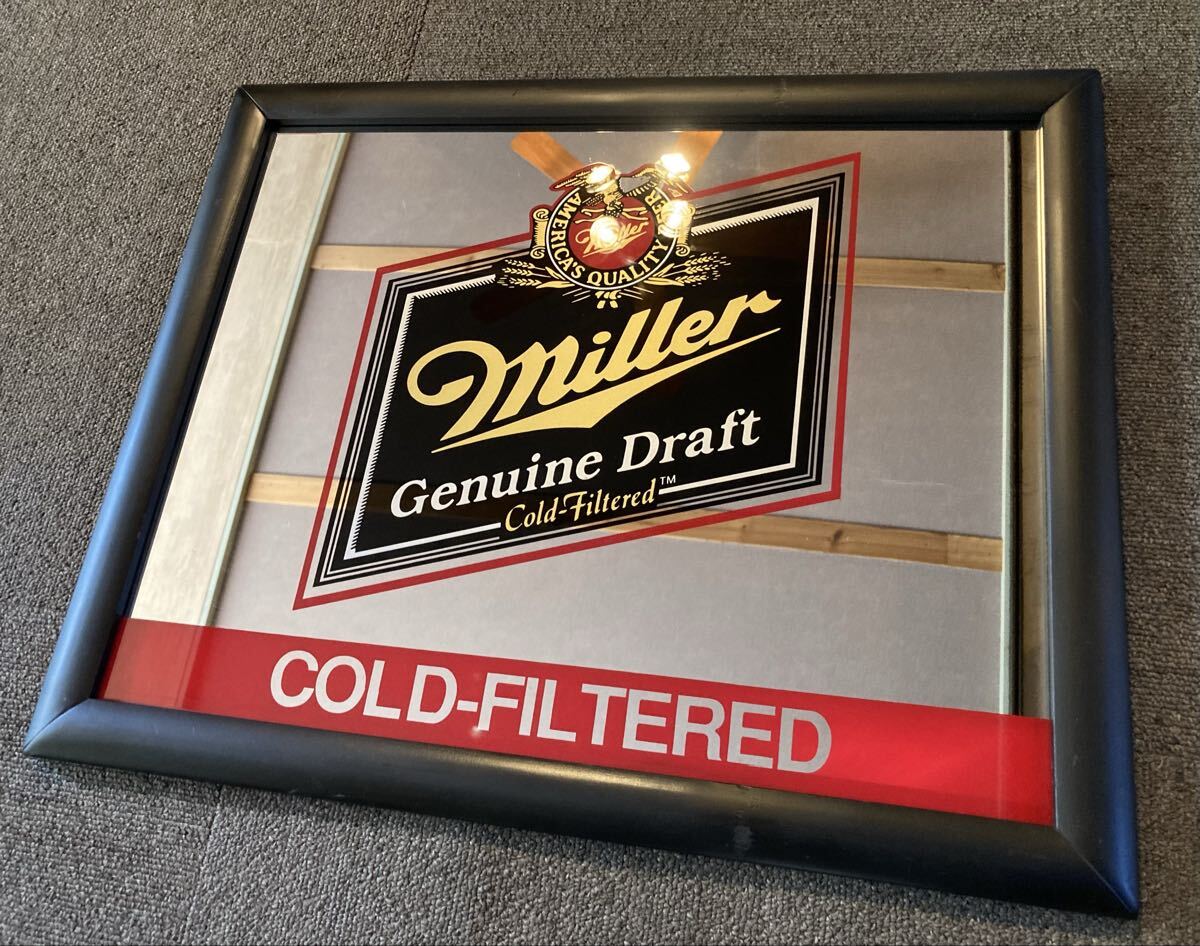 AMERICA'S QUALITY BEER
Miller
Miller
Genuine Draft
Cold-Filtered™
COLD-FILTERED